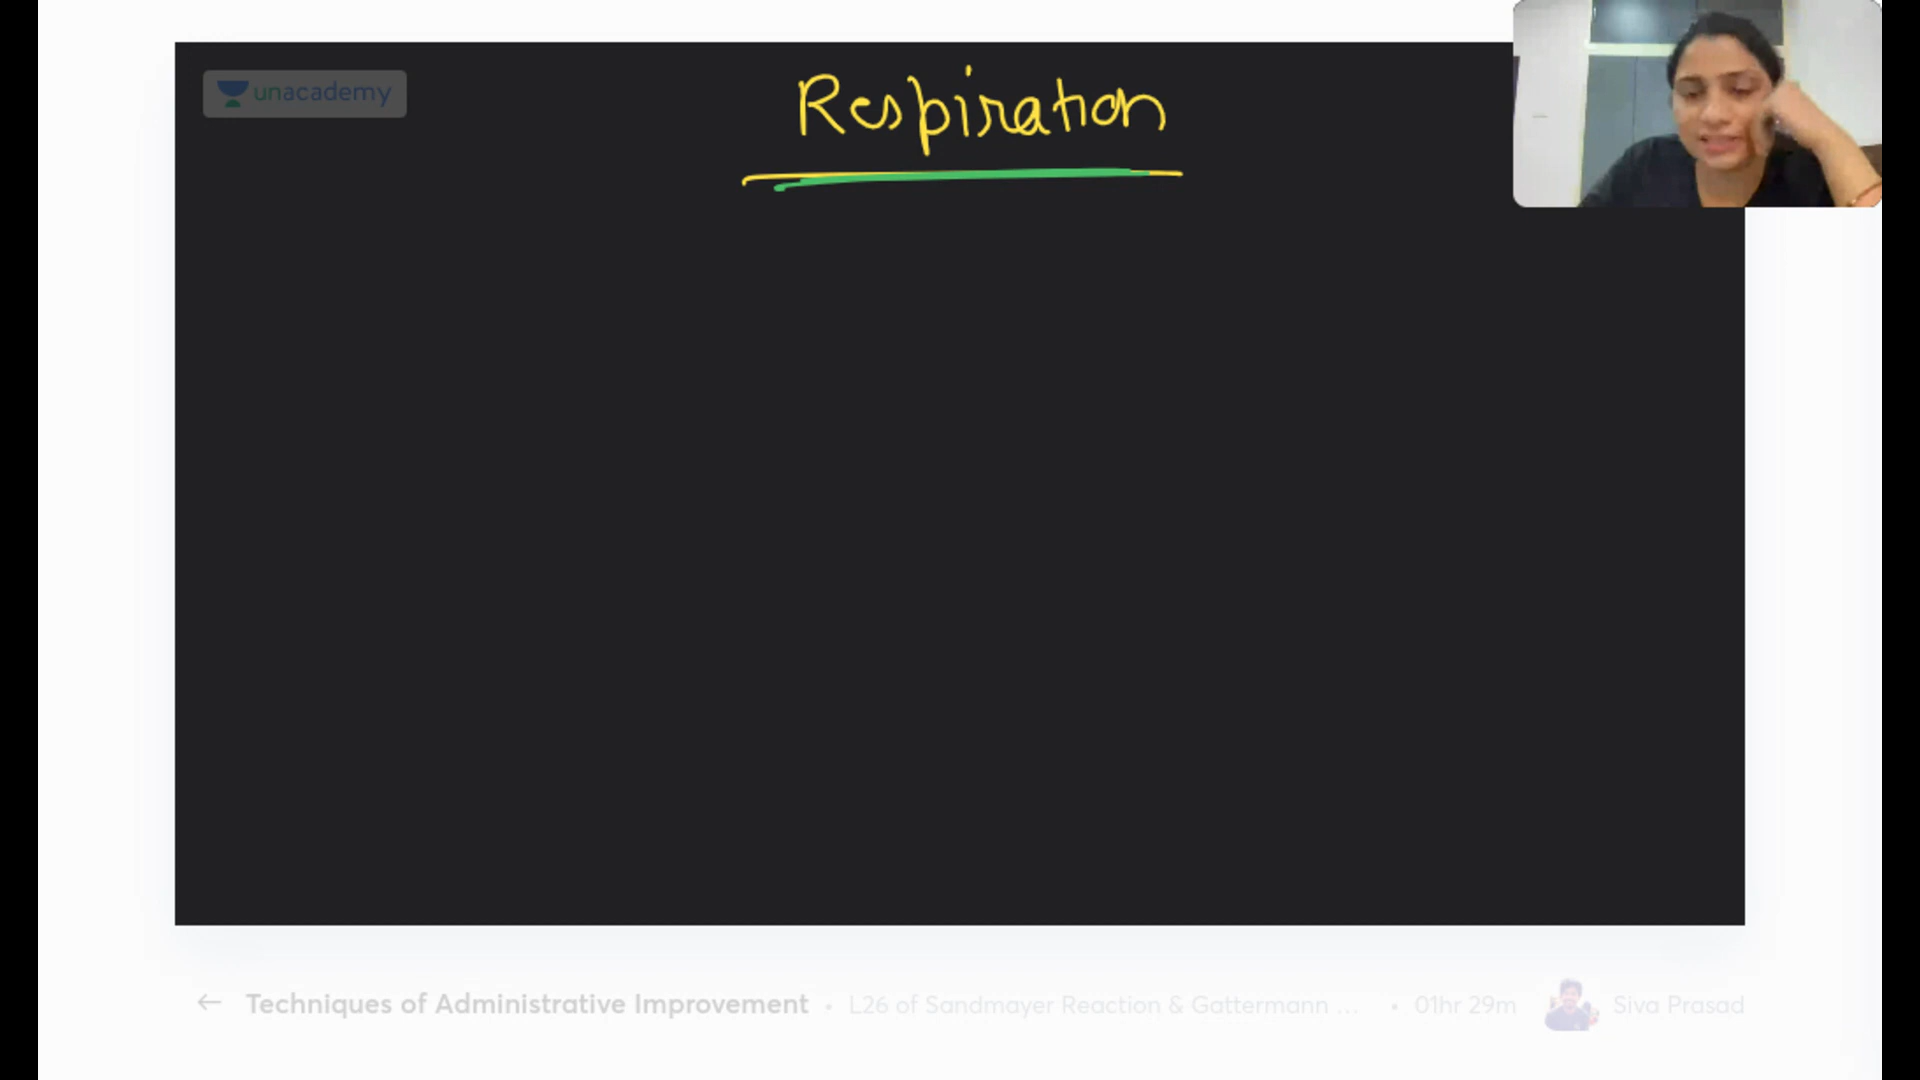 unacademy
Respiration
Techniques of Administrative Improvement • L26 of Sandmayer Reaction & Gattermann ... • 01hr 29m Siva Prasad